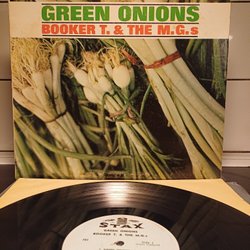 GREEN ONIONS
BOOKER T. & THE M.G.s
STAX
GREEN ONIONS
BOOKER T. & THE M.G.s